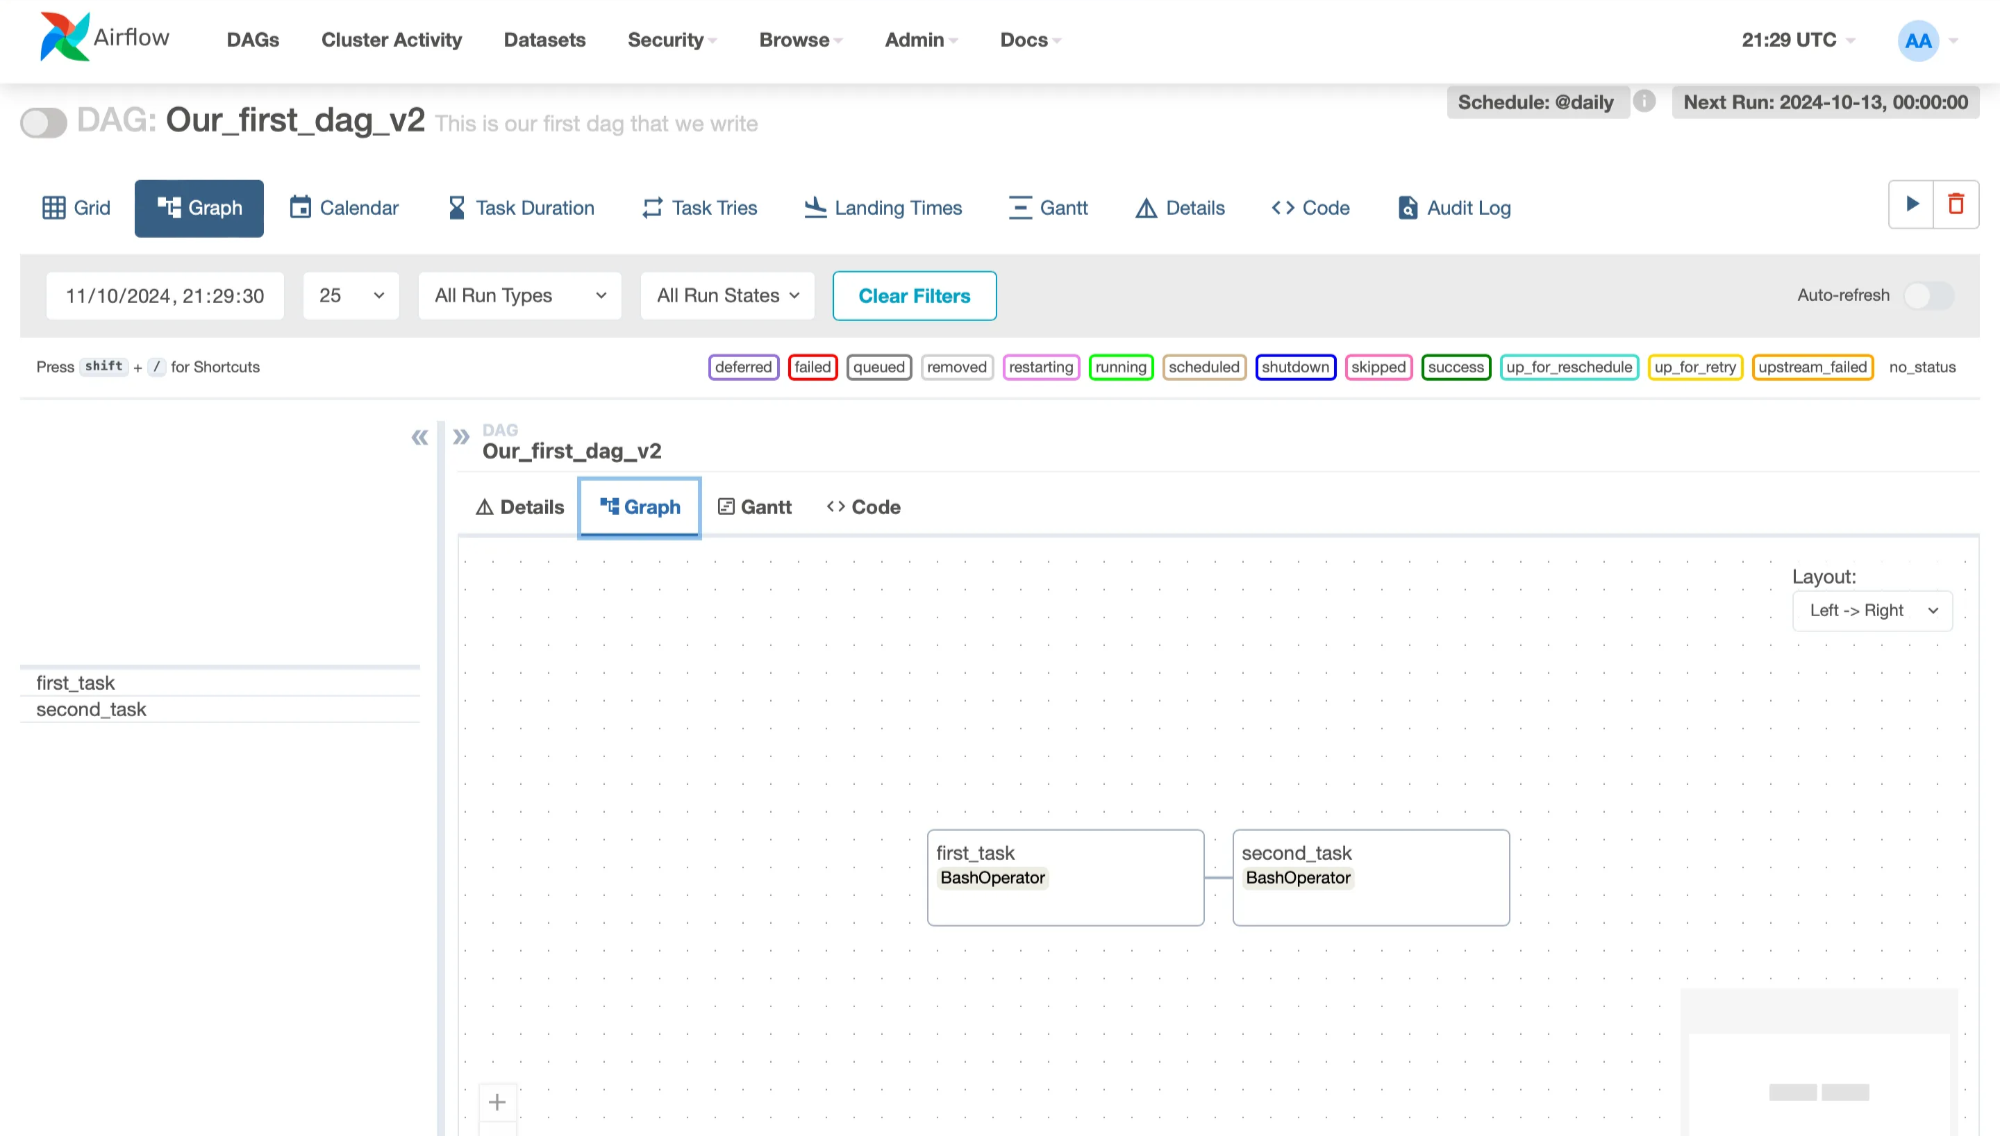 Airflow DAGs Cluster Activity Datasets Security Browse Admin Docs 21:29 UTC AA
DAG: Our_first_dag_v2 This is our first dag that we write Schedule: @daily i Next Run: 2024-10-13, 00:00:00
Grid Graph Calendar Task Duration Task Tries Landing Times Gantt Details Code Audit Log
11/10/2024, 21:29:30 25 All Run Types All Run States Clear Filters Auto-refresh
Press shift + / for Shortcuts deferred failed queued removed restarting running scheduled shutdown skipped success up_for_reschedule up_for_retry upstream_failed no_status
DAG
Our_first_dag_v2
Details Graph Gantt Code
Layout:
Left -> Right
first_task
second_task
first_task
BashOperator
second_task
BashOperator